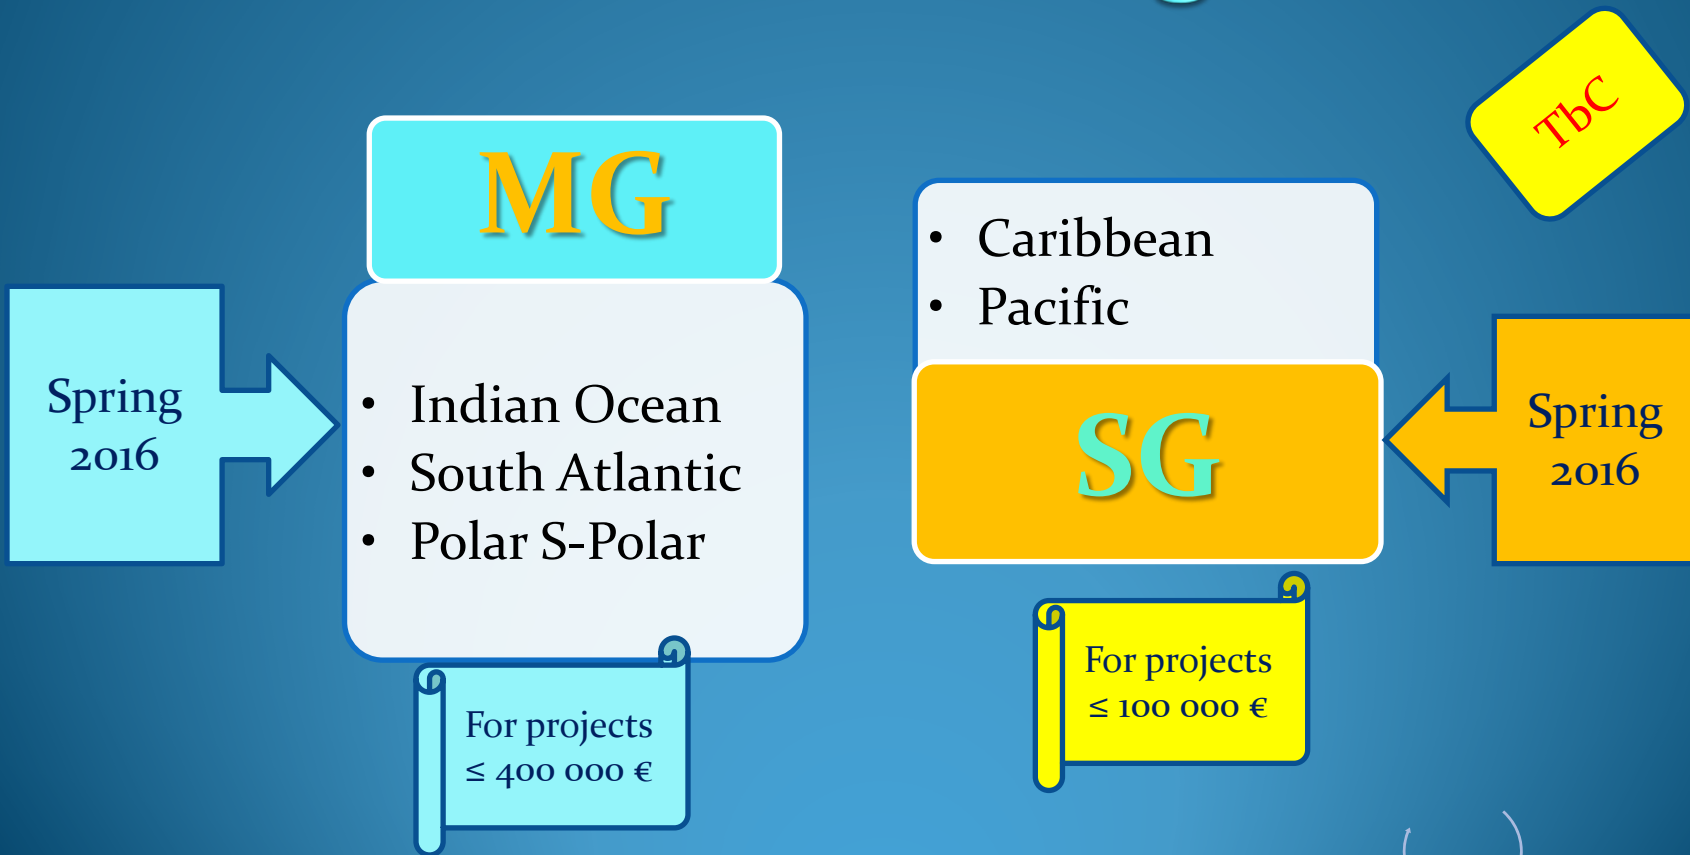 TbC
MG
Spring
2016
• Indian Ocean
• South Atlantic
• Polar S-Polar
For projects
≤ 400 000 €
• Caribbean
• Pacific
SG
Spring
2016
For projects
≤ 100 000 €